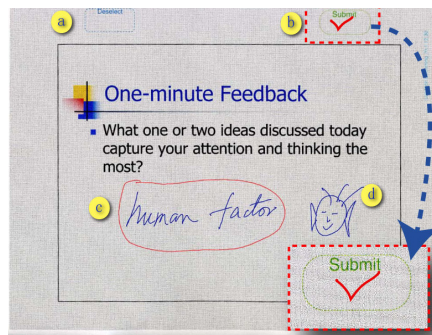 a
Deselect
b
Submit
One-minute Feedback
What one or two ideas discussed today
capture your attention and thinking the
most?
c
human factor
d
Submit